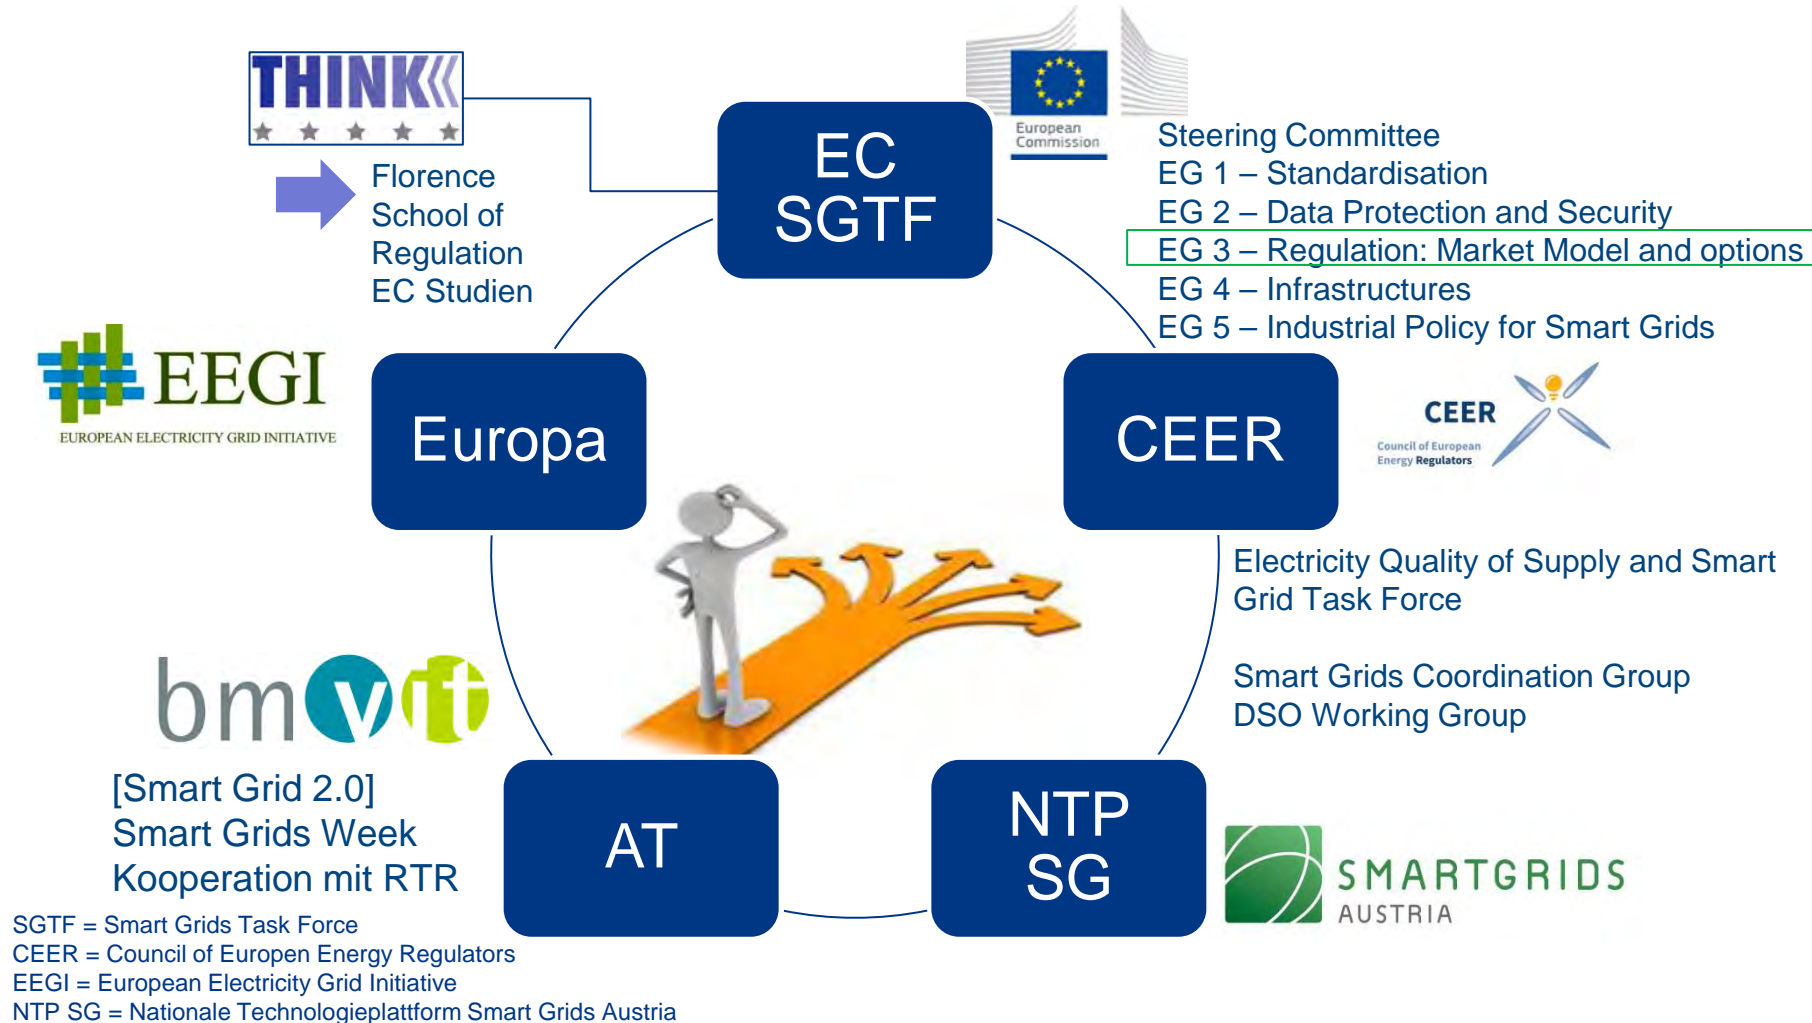 THINK
Florence
School of
Regulation
EC Studien
EC
SGTF
European
Commission
Steering Committee
EG 1 – Standardisation
EG 2 – Data Protection and Security
EG 3 – Regulation: Market Model and options
EG 4 – Infrastructures
EG 5 – Industrial Policy for Smart Grids
EEGI
EUROPEAN ELECTRICITY GRID INITIATIVE
Europa
CEER
CEER
Council of European
Energy Regulators
Electricity Quality of Supply and Smart
Grid Task Force
Smart Grids Coordination Group
DSO Working Group
bmvit
[Smart Grid 2.0]
Smart Grids Week
Kooperation mit RTR
AT
NTP
SG
SMARTGRIDS
AUSTRIA
SGTF = Smart Grids Task Force
CEER = Council of Europen Energy Regulators
EEGI = European Electricity Grid Initiative
NTP SG = Nationale Technologieplattform Smart Grids Austria